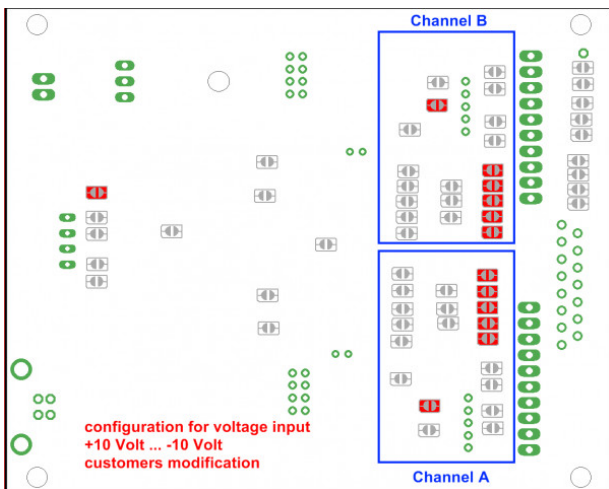 Channel B
configuration for voltage input
+10 Volt ... -10 Volt
customers modification
Channel A